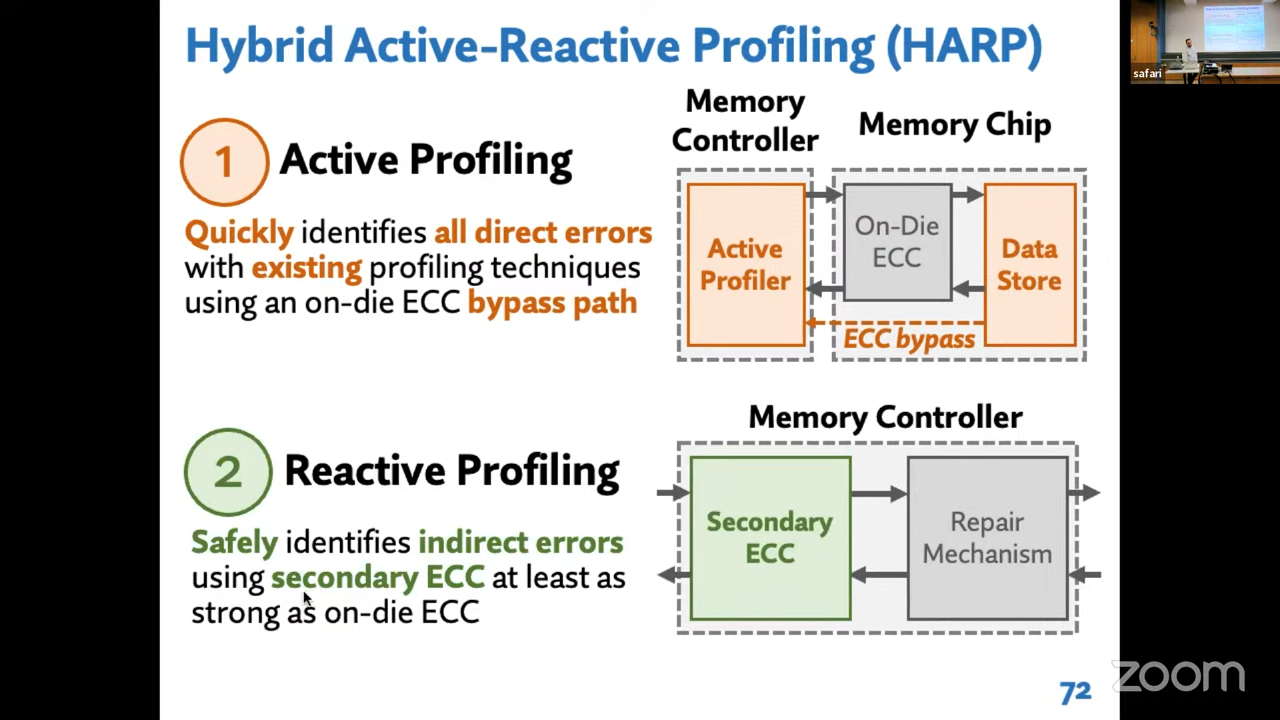 Hybrid Active-Reactive Profiling (HARP)
safari
1
Active Profiling
Quickly identifies all direct errors
with existing profiling techniques
using an on-die ECC bypass path
Memory
Controller
Memory Chip
Active
Profiler
On-Die
ECC
Data
Store
ECC bypass
2
Reactive Profiling
Safely identifies indirect errors
using secondary ECC at least as
strong as on-die ECC
Memory Controller
Secondary
ECC
Repair
Mechanism
72
zoom